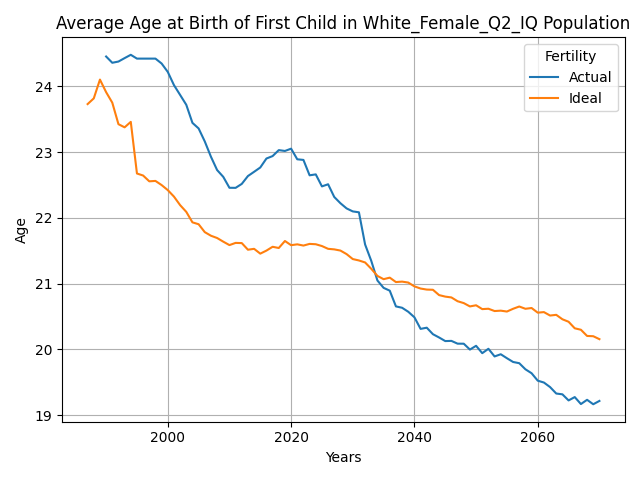 Average Age at Birth of First Child in White_Female_Q2_IQ Population
Fertility
Actual
Ideal
Age
24
23
22
21
20
19
2000
2020
2040
2060
Years